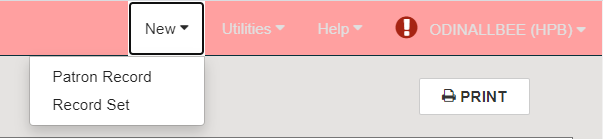 New Utilities Help ODINALLBEE (HPB)
Patron Record
Record Set
PRINT